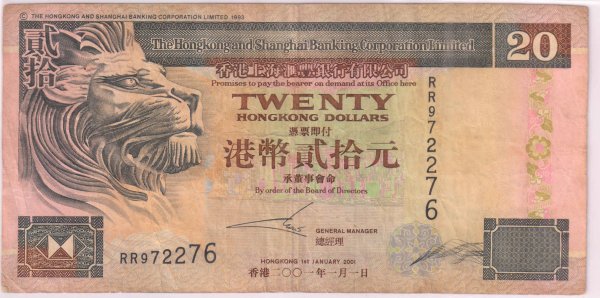 © THE HONGKONG AND SHANGHAI BANKING CORPORATION LIMITED 1993
貳拾
The Hongkong and Shanghai Banking Corporation Limited
20
香港上海滙豐銀行有限公司
Promises to pay the bearer on demand at its Office here
TWENTY
HONGKONG DOLLARS
憑票即付
港幣貳拾元
承董事會命
By order of the Board of Directors
RR972276
GENERAL MANAGER
總經理
RR972276
HONGKONG 1ST JANUARY 2001
香港二〇〇一年一月一日